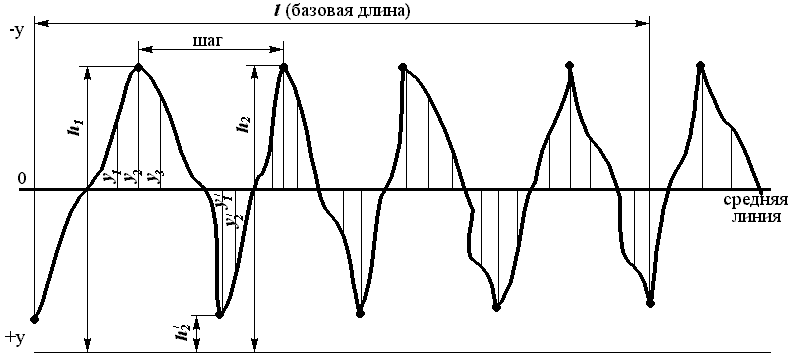 l (базовая длина)
-y
шаг
h1
h2
0
y1
y2
y3
y'1
y'2
средняя
линия
+y
h'2